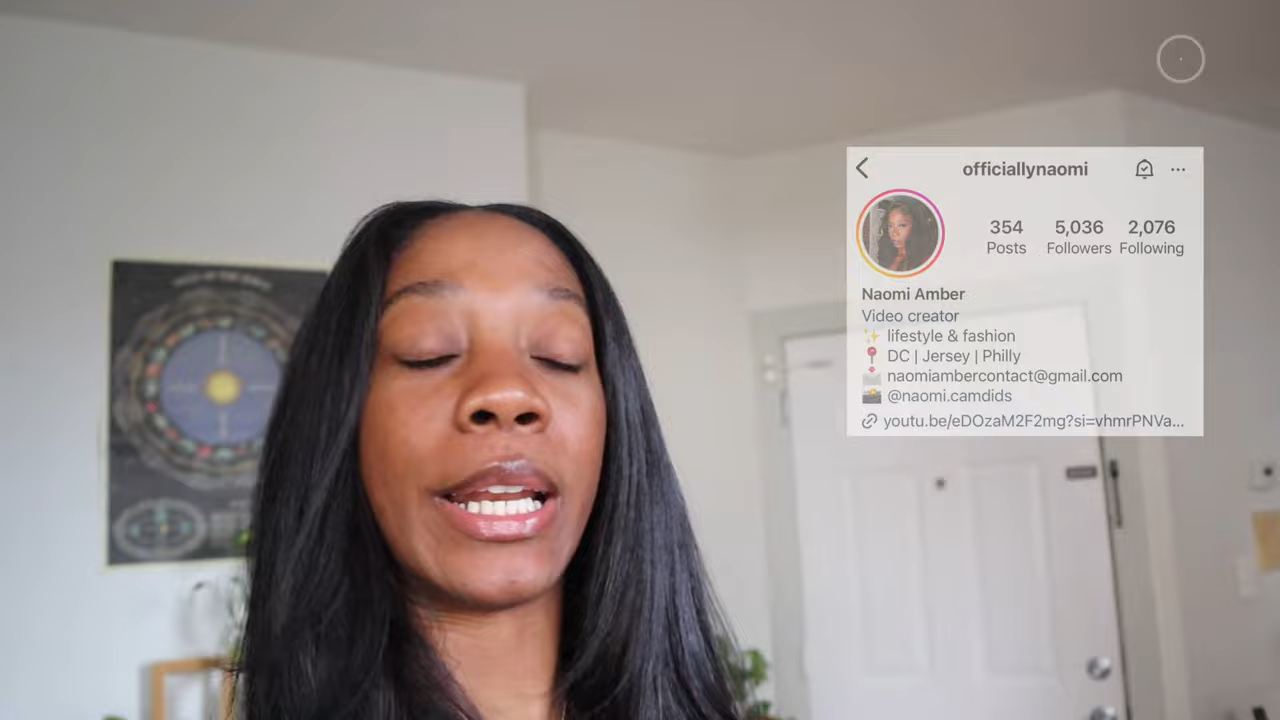 officiallynaomi
354 5,036 2,076
Posts Followers Following
Naomi Amber
Video creator
✨ lifestyle & fashion
📍 DC | Jersey | Philly
📩 naomiambercontact@gmail.com
📸 @naomi.camdids
youtu.be/eDOzaM2F2mg?si=vhmrPNVa...